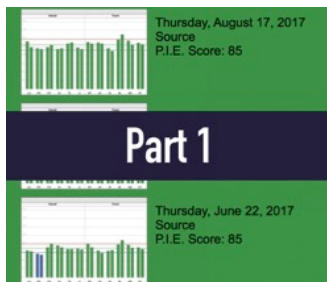 Thursday, August 17, 2017
Source
P.I.E. Score: 85
Part 1
Thursday, June 22, 2017
Source
P.I.E. Score: 85